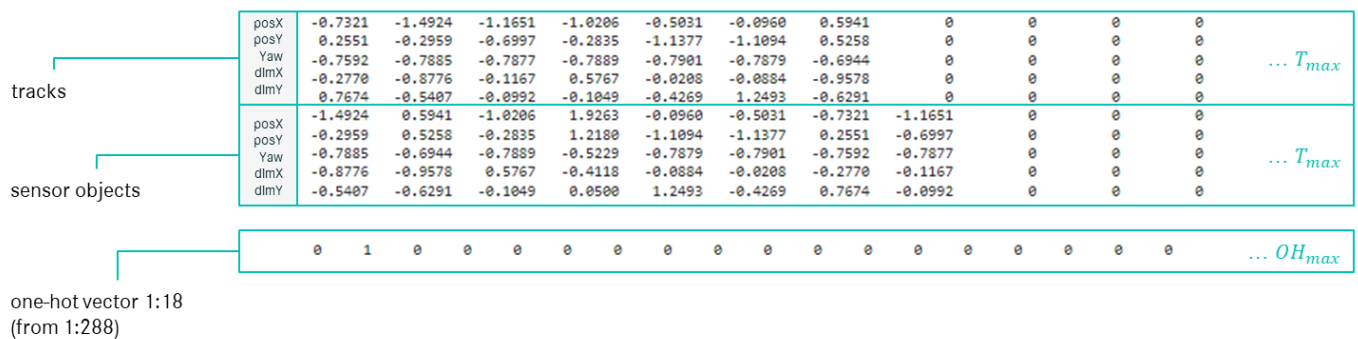 posX -0.7321 -1.4924 -1.1651 -1.0206 -0.5031 -0.0960 0.5941 0 0 0 0
posY 0.2551 -0.2959 -0.6997 -0.2835 -1.1377 -1.1094 0.5258 0 0 0 0
Yaw -0.7592 -0.7885 -0.7877 -0.7889 -0.7901 -0.7879 -0.6944 0 0 0 0 ... Tmax
dImX -0.2770 -0.8776 -0.1167 0.5767 -0.0208 -0.0884 -0.9578 0 0 0 0
dImY 0.7674 -0.5407 -0.0992 -0.1049 -0.4269 1.2493 -0.6291 0 0 0 0
tracks
posX -1.4924 0.5941 -1.0206 1.9263 -0.0960 -0.5031 -0.7321 -1.1651 0 0 0
posY -0.2959 0.5258 -0.2835 1.2180 -1.1094 -1.1377 0.2551 -0.6997 0 0 0
Yaw -0.7885 -0.6944 -0.7889 -0.5229 -0.7879 -0.7901 -0.7592 -0.7877 0 0 0 ... Tmax
dImX -0.8776 -0.9578 0.5767 -0.4118 -0.0884 -0.0208 -0.2770 -0.1167 0 0 0
dImY -0.5407 -0.6291 -0.1049 0.0500 1.2493 -0.4269 0.7674 -0.0992 0 0 0
sensor objects
0 1 0 0 0 0 0 0 0 0 0 0 0 0 0 0 0 0 ... OHmax
one-hot vector 1:18
(from 1:288)